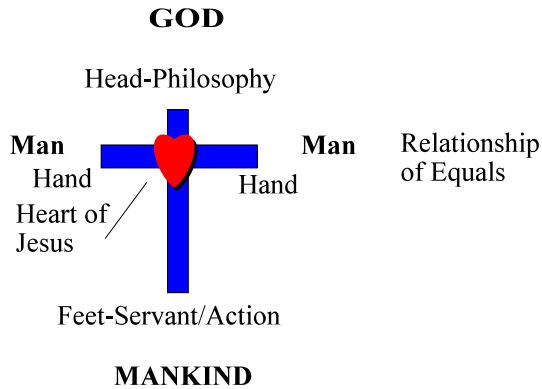 GOD
Head-Philosophy
Man
Man
Relationship
of Equals
Hand
Hand
Heart of
Jesus
Feet-Servant/Action
MANKIND